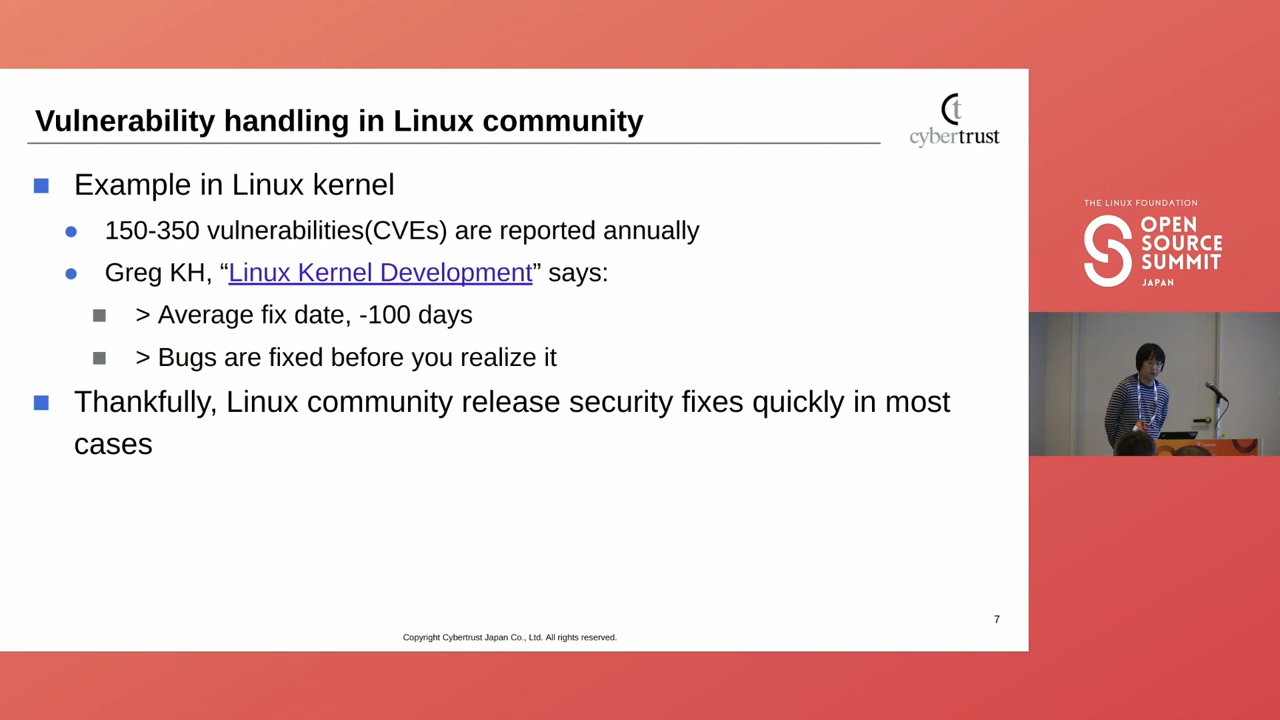 Vulnerability handling in Linux community
cybertrust
Example in Linux kernel
150-350 vulnerabilities(CVEs) are reported annually
Greg KH, “Linux Kernel Development” says:
> Average fix date, -100 days
> Bugs are fixed before you realize it
Thankfully, Linux community release security fixes quickly in most
cases
7
Copyright Cybertrust Japan Co., Ltd. All rights reserved.
THE LINUX FOUNDATION
OPEN
SOURCE
SUMMIT
JAPAN